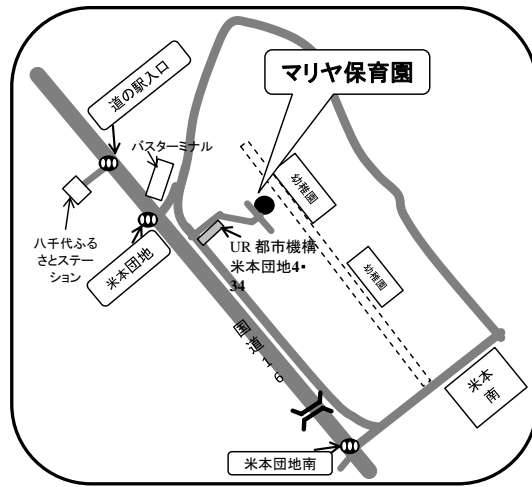 マリヤ保育園
道の駅入口
バスターミナル
幼稚園
八千代ふる
さとステー
ション
米本団地
UR 都市機構
米本団地4・
34
幼稚園
国道16
米本
南
米本団地南